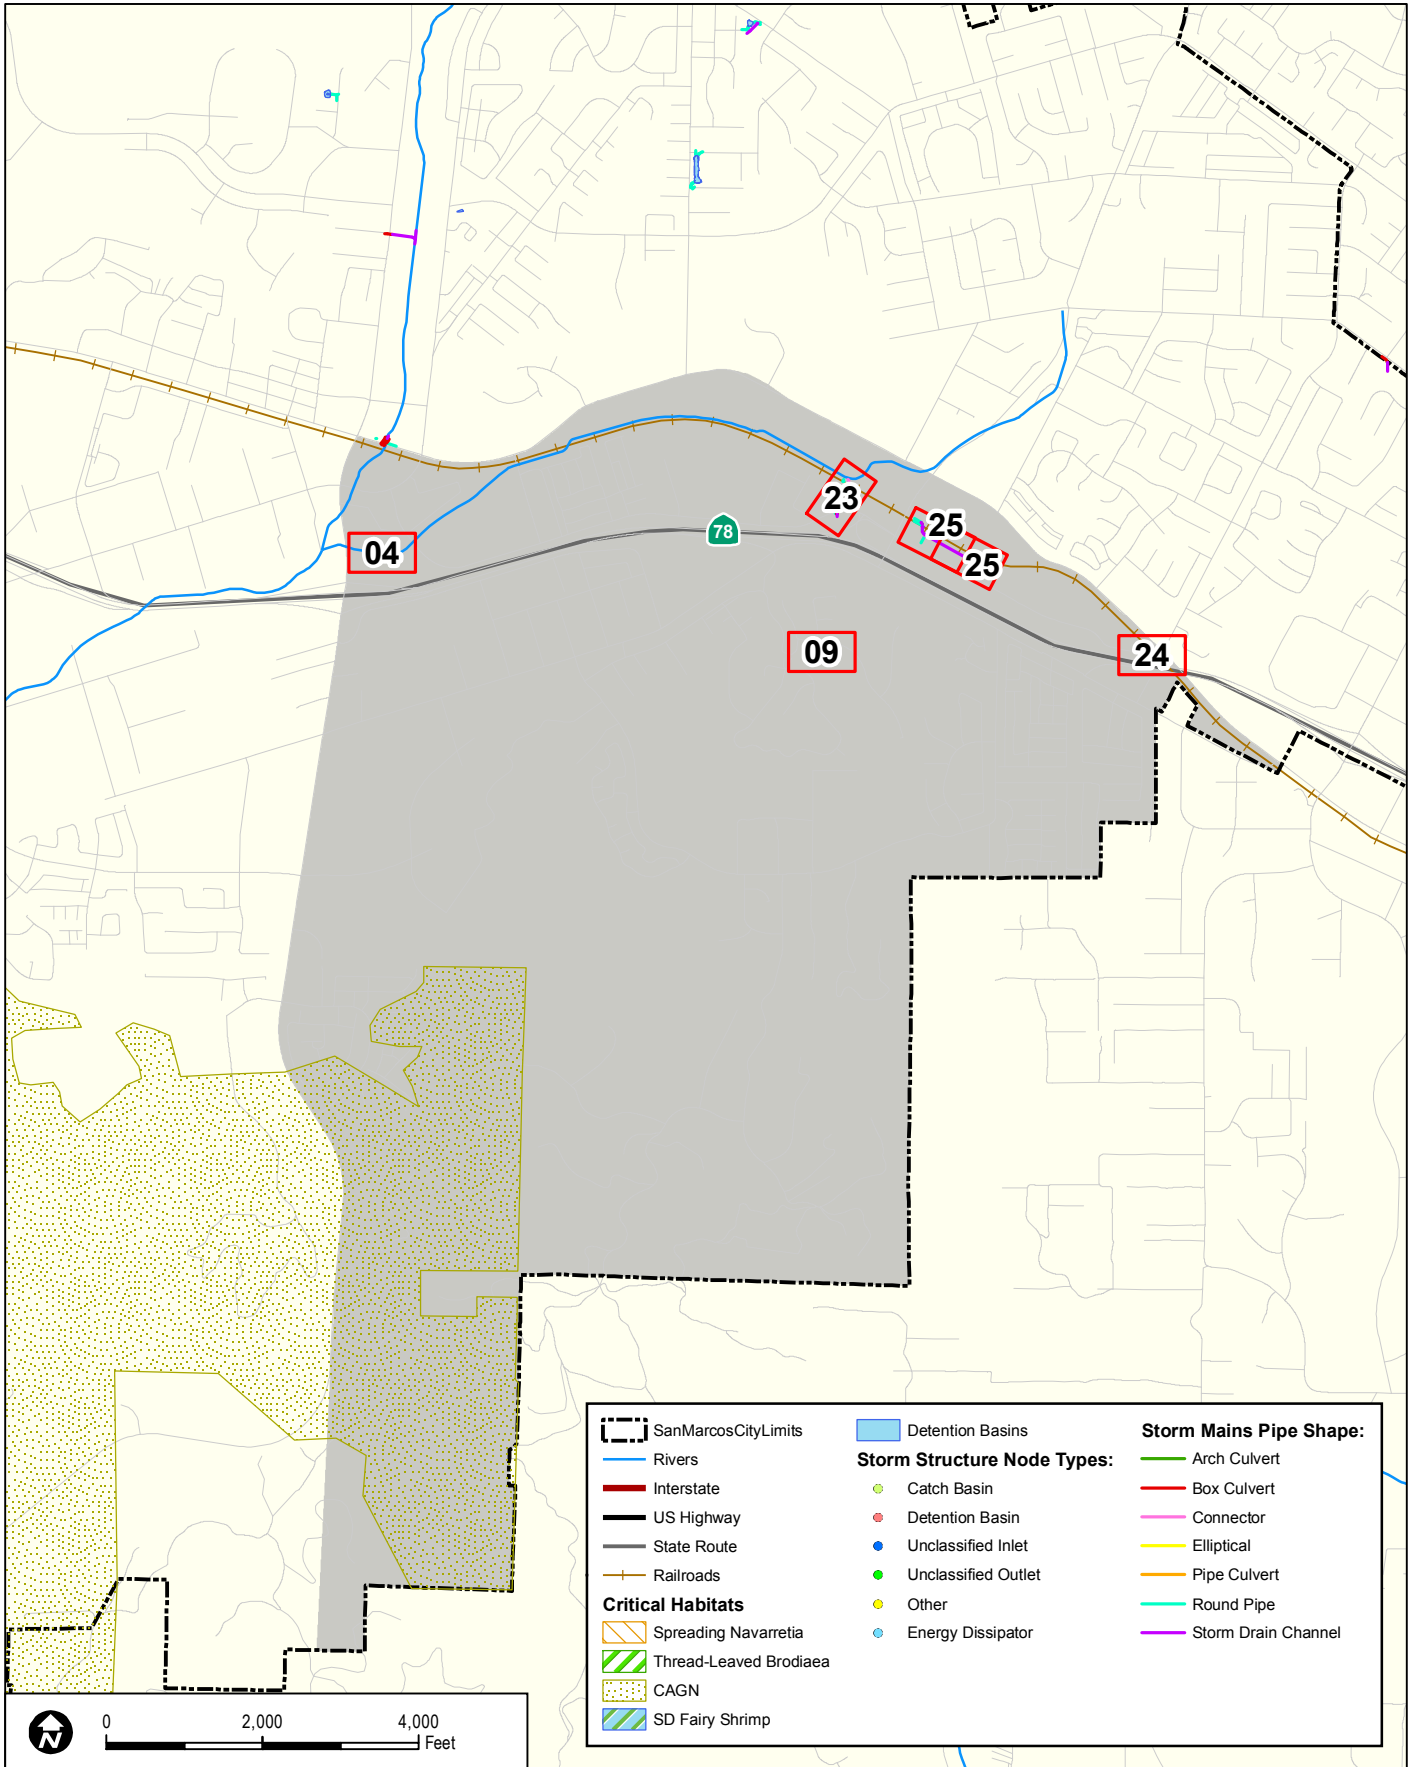 23
25
78
04
25
09
24
SanMarcosCityLimits
Rivers
Interstate
US Highway
State Route
Railroads
Critical Habitats
Spreading Navarretia
Thread-Leaved Brodiaea
CAGN
SD Fairy Shrimp
Detention Basins
Storm Structure Node Types:
Catch Basin
Detention Basin
Unclassified Inlet
Unclassified Outlet
Other
Energy Dissipator
Storm Mains Pipe Shape:
Arch Culvert
Box Culvert
Connector
Elliptical
Pipe Culvert
Round Pipe
Storm Drain Channel
N
0 2,000 4,000
Feet